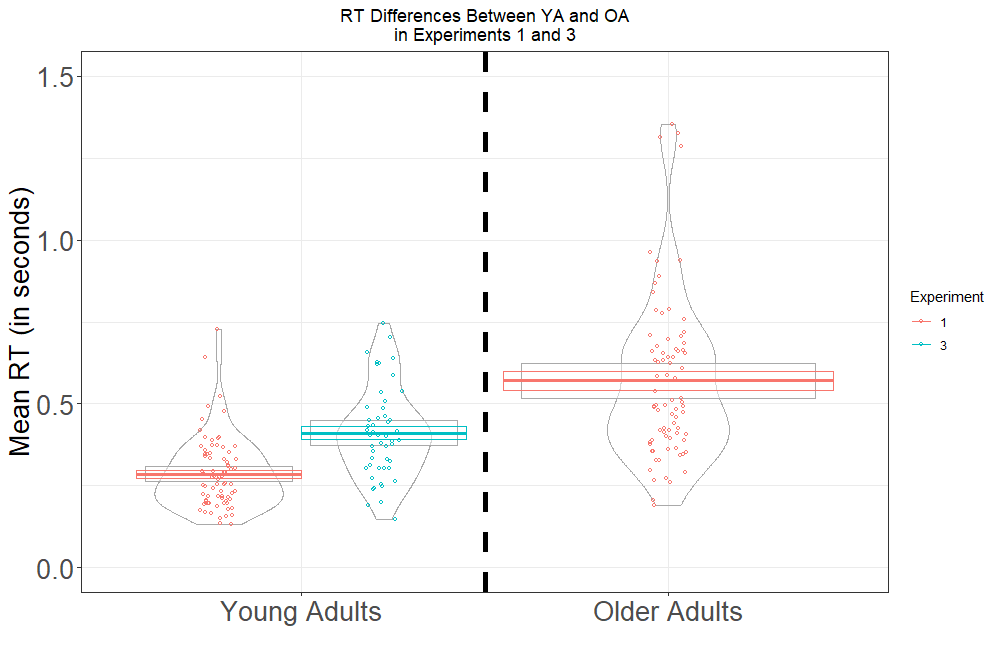 RT Differences Between YA and OA
in Experiments 1 and 3
Mean RT (in seconds)
1.5
1.0
0.5
0.0
Young Adults
Older Adults
Experiment
1
3